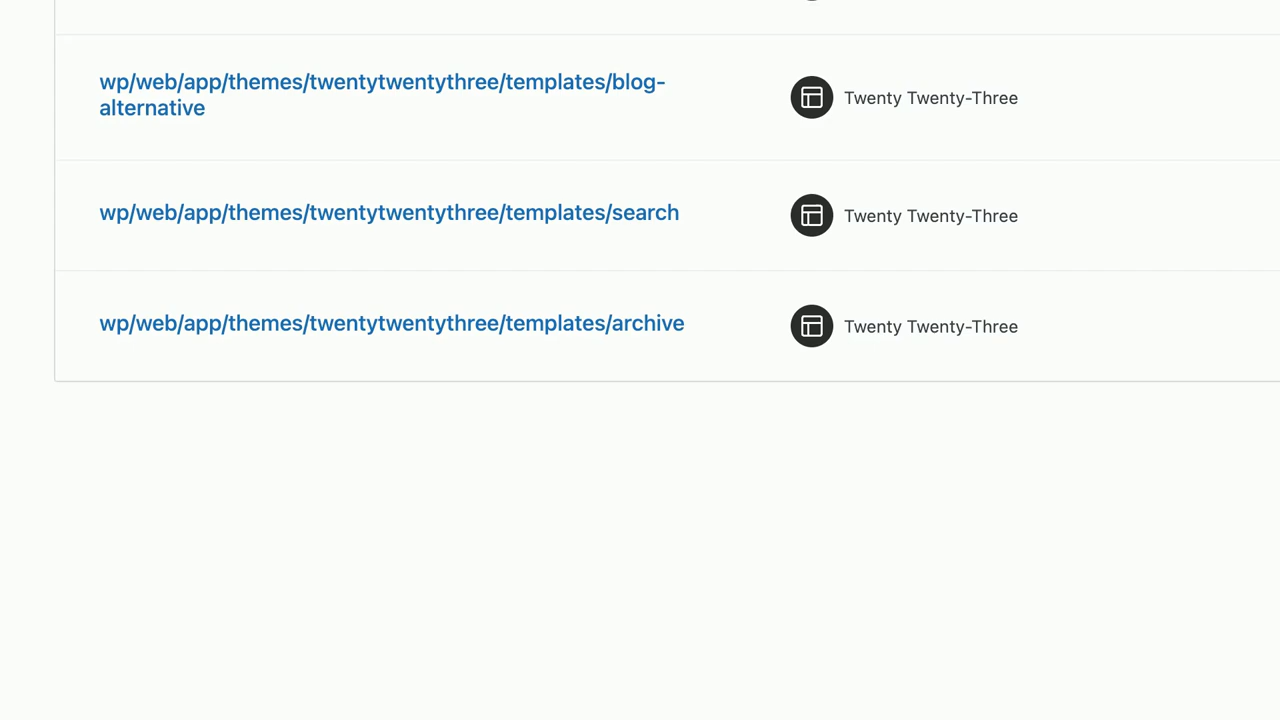 wp/web/app/themes/twentytwentythree/templates/blog-
alternative
Twenty Twenty-Three
wp/web/app/themes/twentytwentythree/templates/search
Twenty Twenty-Three
wp/web/app/themes/twentytwentythree/templates/archive
Twenty Twenty-Three